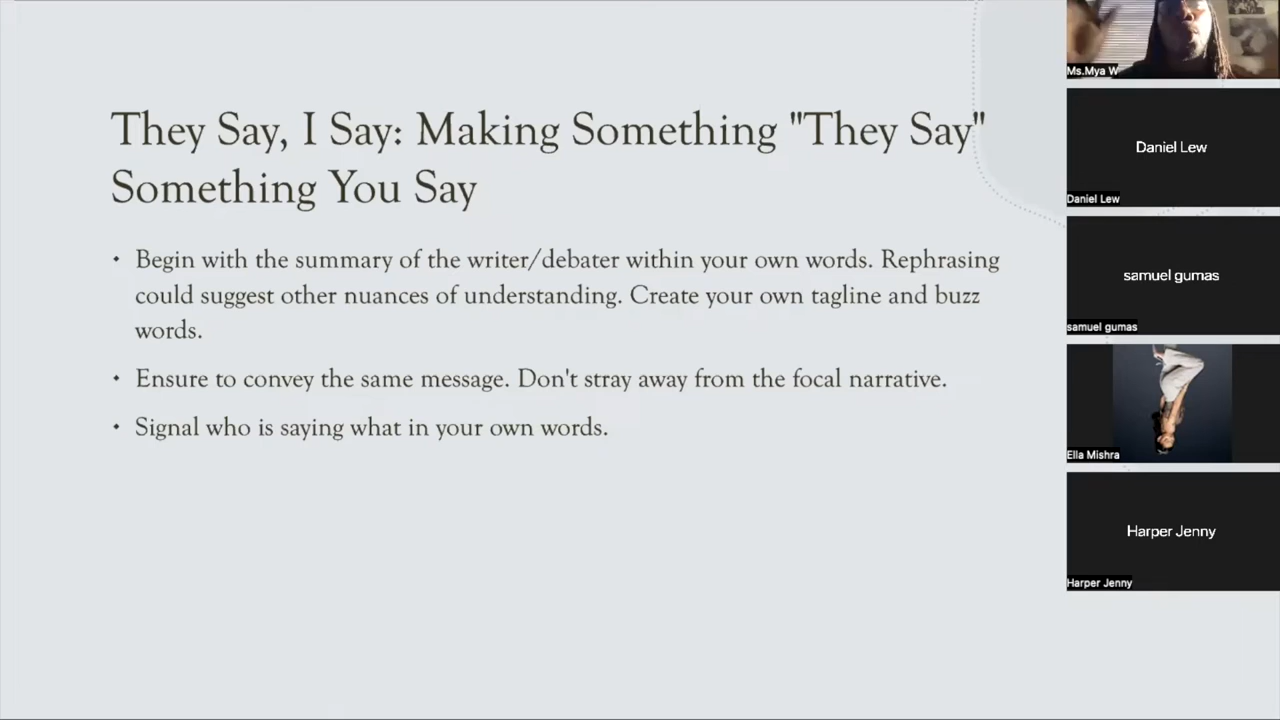 They Say, I Say: Making Something "They Say"
Something You Say
• Begin with the summary of the writer/debater within your own words. Rephrasing
could suggest other nuances of understanding. Create your own tagline and buzz
words.
• Ensure to convey the same message. Don't stray away from the focal narrative.
• Signal who is saying what in your own words.
Ms.Mya W
Daniel Lew
Daniel Lew
samuel gumas
samuel gumas
Ella Mishra
Harper Jenny
Harper Jenny